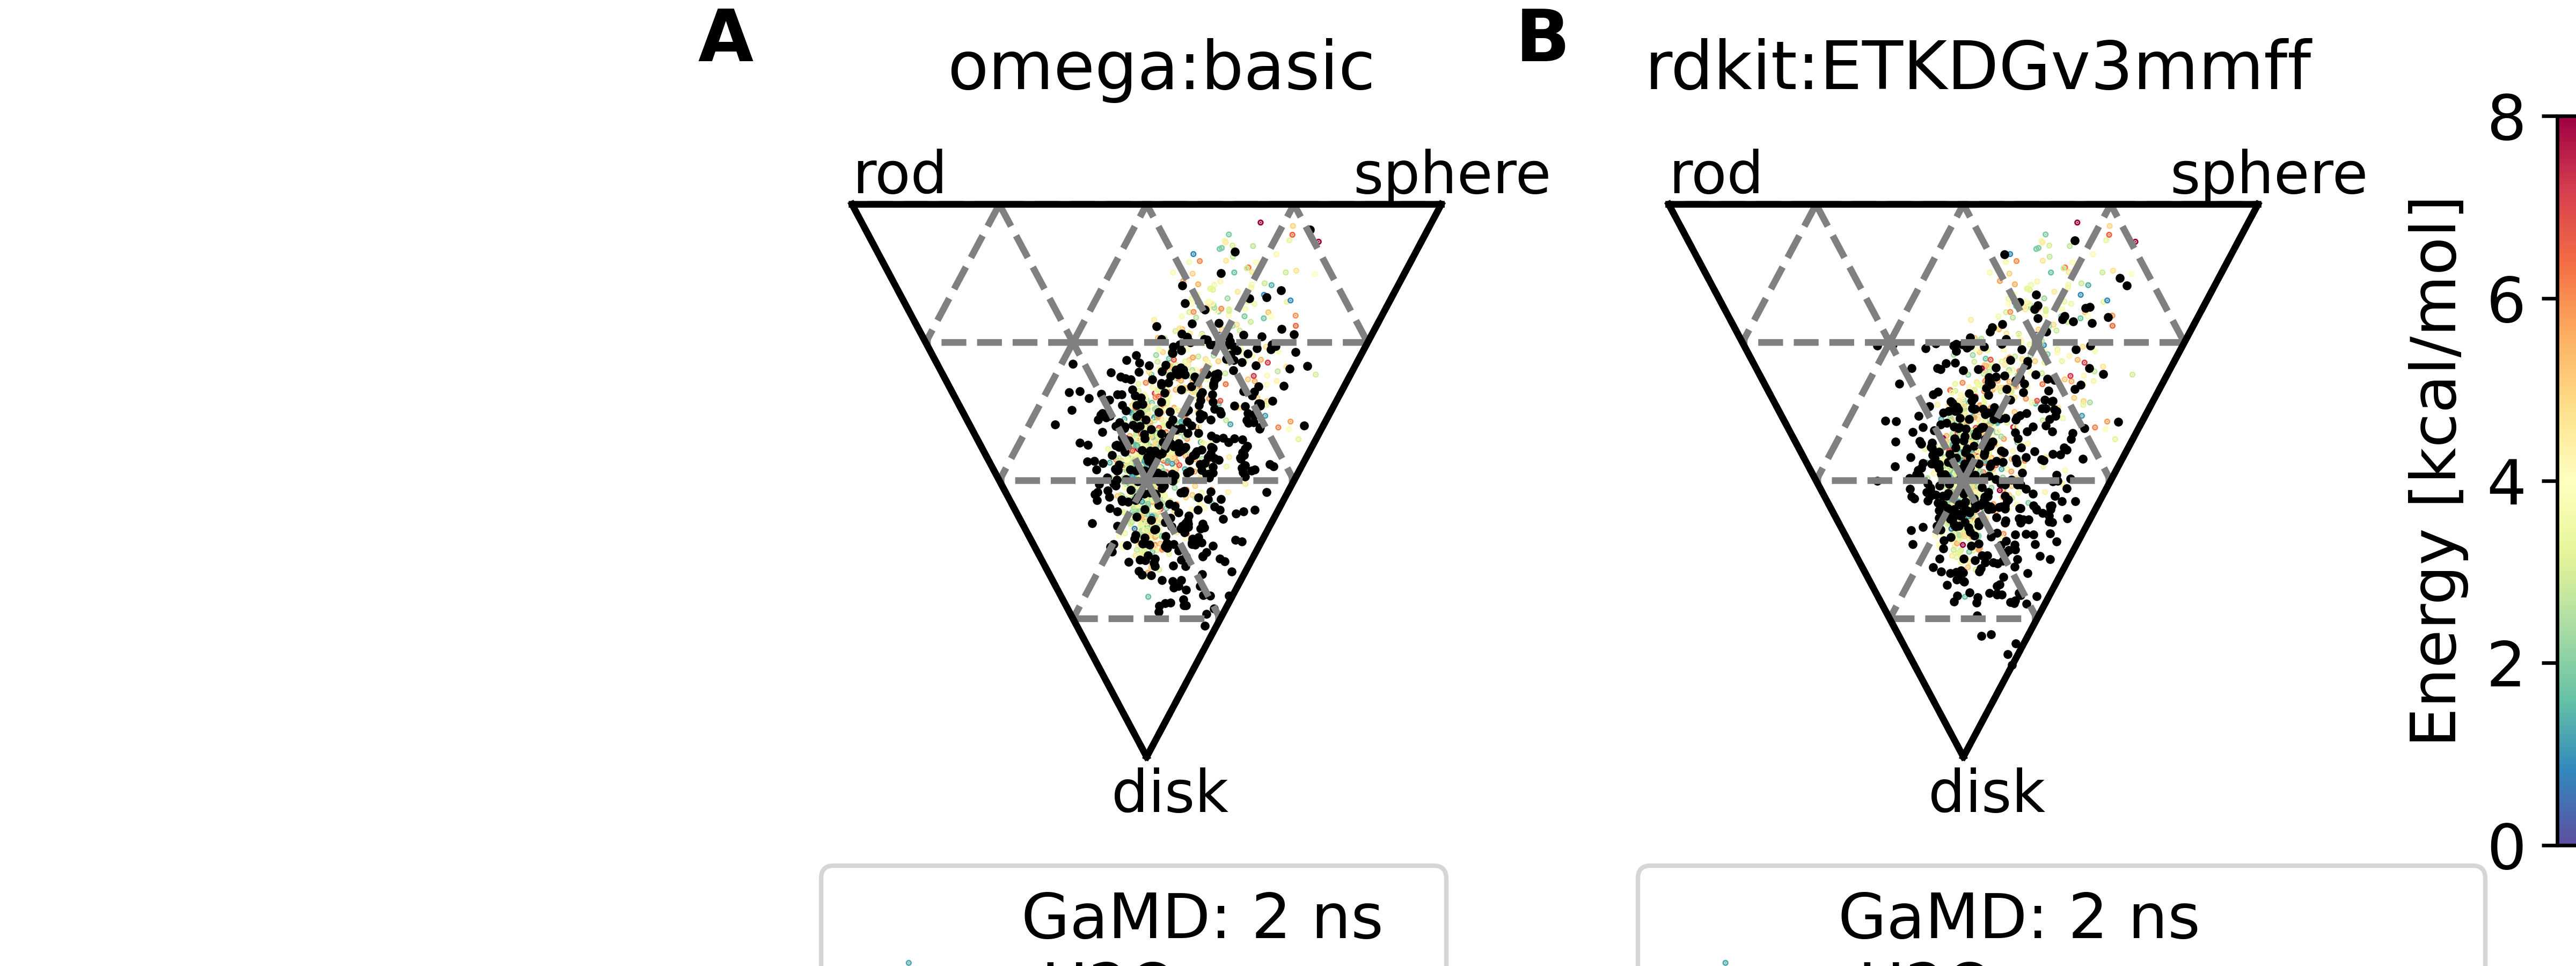 A
omega:basic
rod
sphere
disk
GaMD: 2 ns
B
rdkit:ETKDGv3mmff
rod
sphere
disk
GaMD: 2 ns
Energy [kcal/mol]
8
6
4
2
0